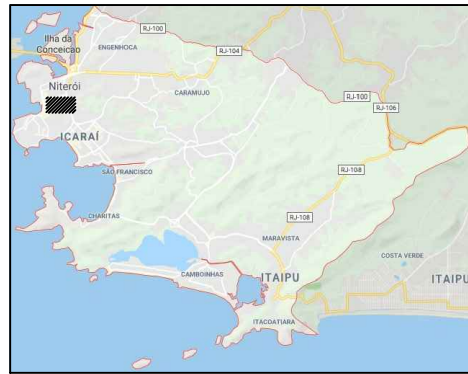 RJ-100
Ilha da
Conceicao
ENGENHOCA
RJ-104
Niterói
CARAMUJO
RJ-100
RJ-106
ICARAÍ
SÃO FRANCISCO
RJ-108
CHARITAS
RJ-108
MARAVISTA
COSTA VERDE
CAMBOINHAS
ITAIPU
ITAIPU
ITACOATIARA